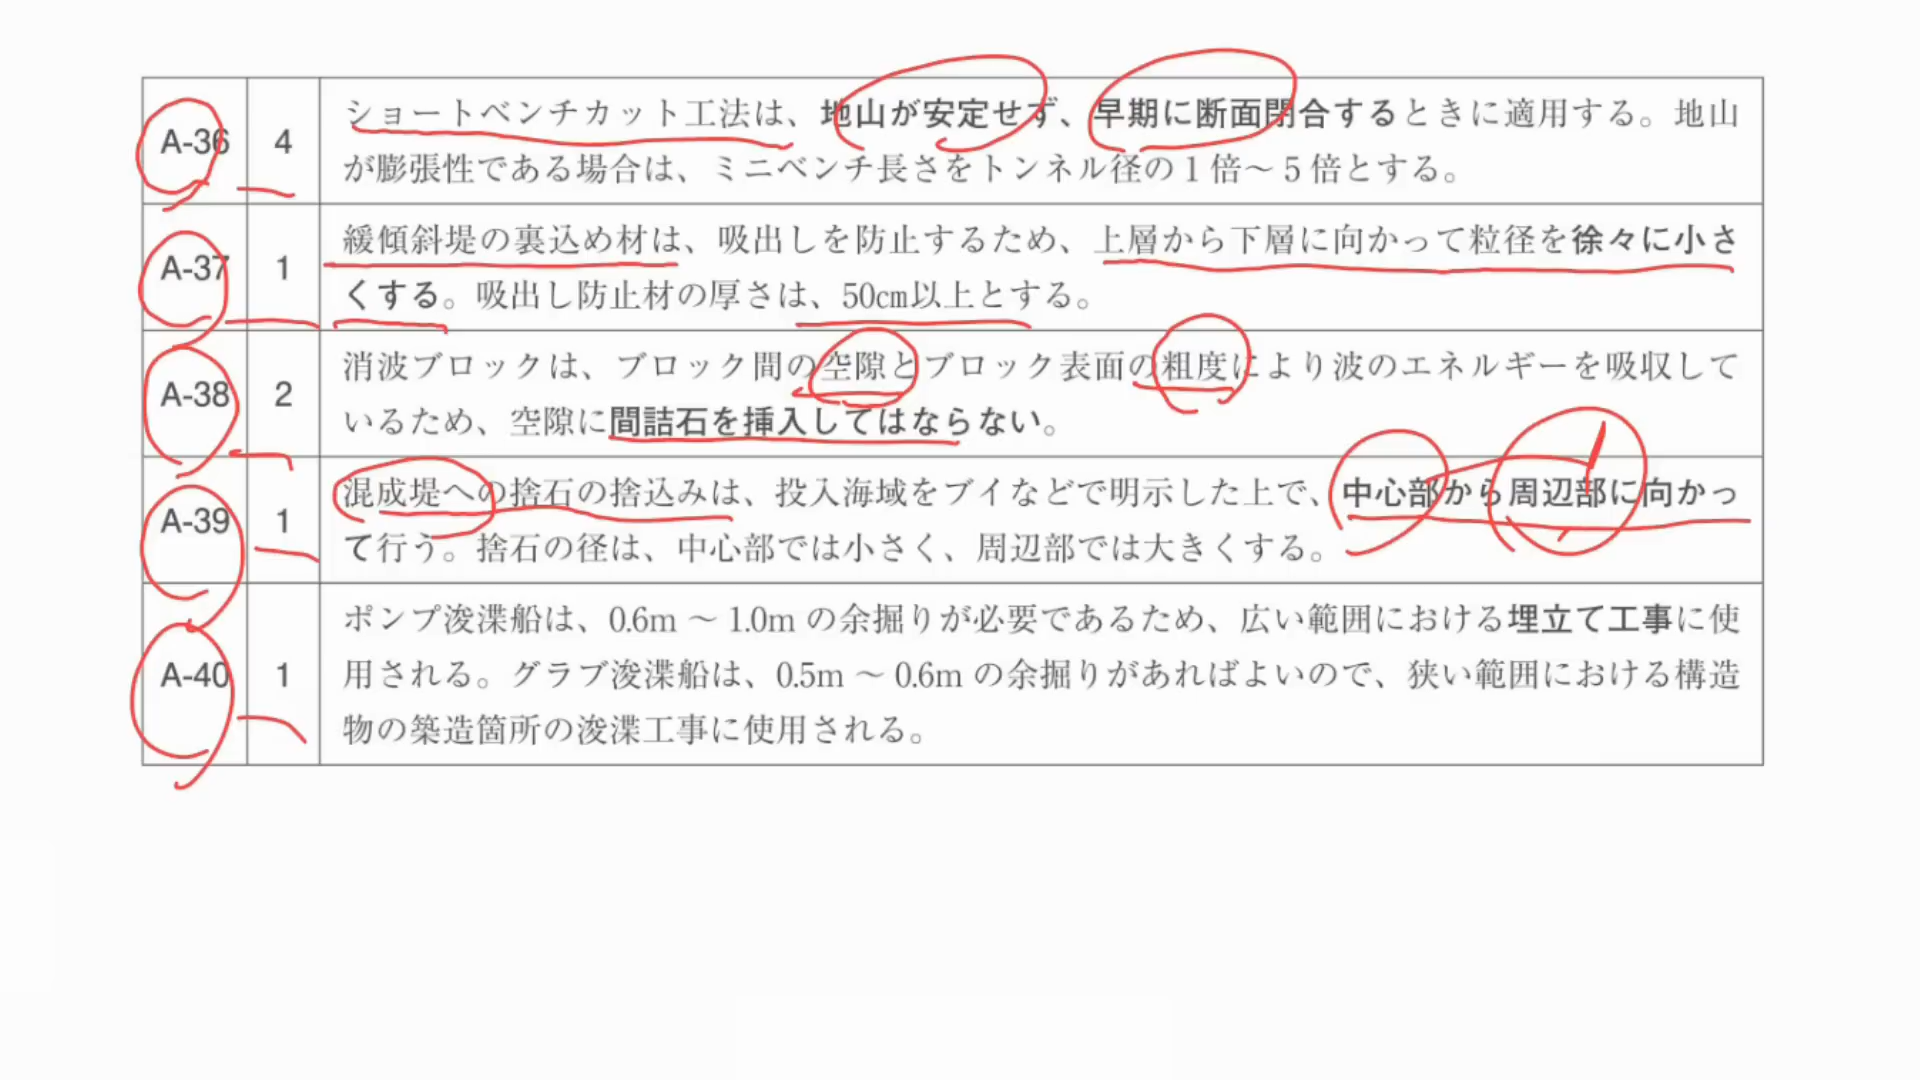 A-36 4 ショートベンチカット工法は、地山が安定せず、早期に断面閉合するときに適用する。地山
が膨張性である場合は、ミニベンチ長さをトンネル径の1倍～5倍とする。
A-37 1 緩傾斜堤の裏込め材は、吸出しを防止するため、上層から下層に向かって粒径を徐々に小さ
くする。吸出し防止材の厚さは、50㎝以上とする。
A-38 2 消波ブロックは、ブロック間の空隙とブロック表面の粗度により波のエネルギーを吸収して
いるため、空隙に間詰石を挿入してはならない。
A-39 1 混成堤への捨石の捨込みは、投入海域をブイなどで明示した上で、中心部から周辺部に向かっ
て行う。捨石の径は、中心部では小さく、周辺部では大きくする。
A-40 1 ポンプ浚渫船は、0.6m～1.0mの余掘りが必要であるため、広い範囲における埋立て工事に使
用される。グラブ浚渫船は、0.5m～0.6mの余掘りがあればよいので、狭い範囲における構造
物の築造箇所の浚渫工事に使用される。